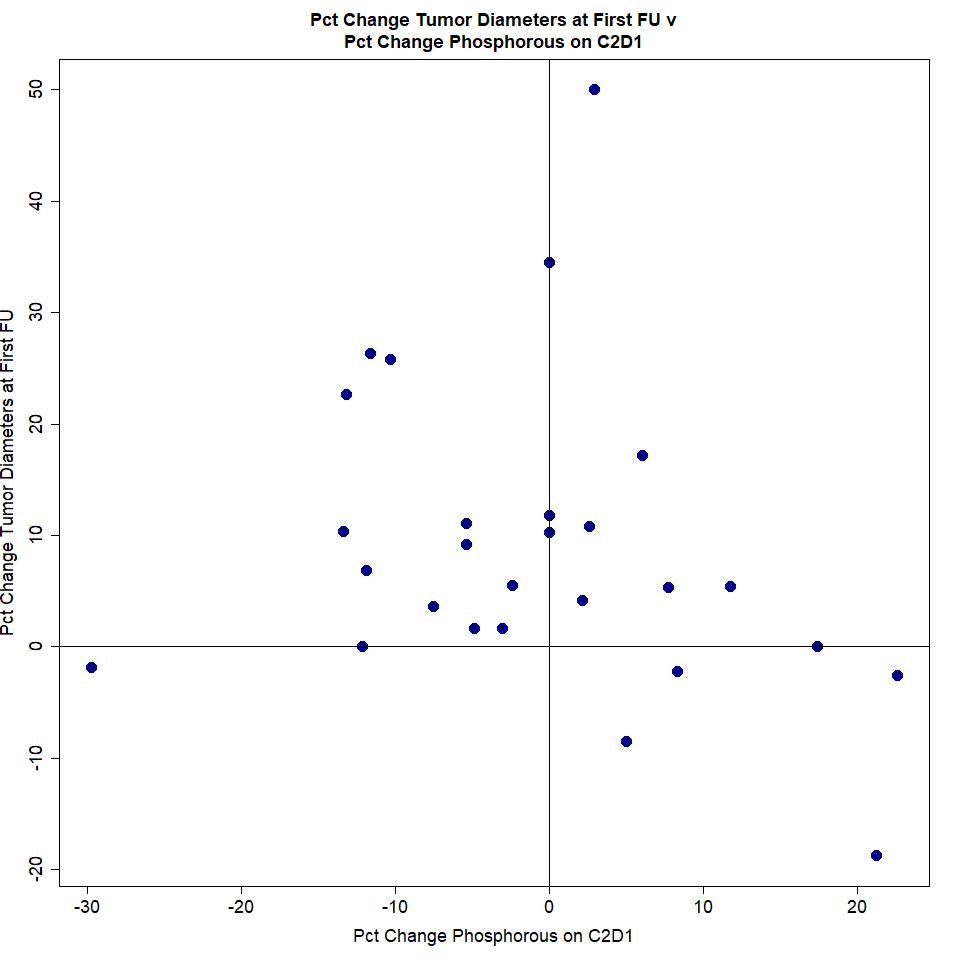 Pct Change Tumor Diameters at First FU v
Pct Change Phosphorous on C2D1
Pct Change Tumor Diameters at First FU
50
40
30
20
10
0
-10
-20
-30 -20 -10 0 10 20
Pct Change Phosphorous on C2D1